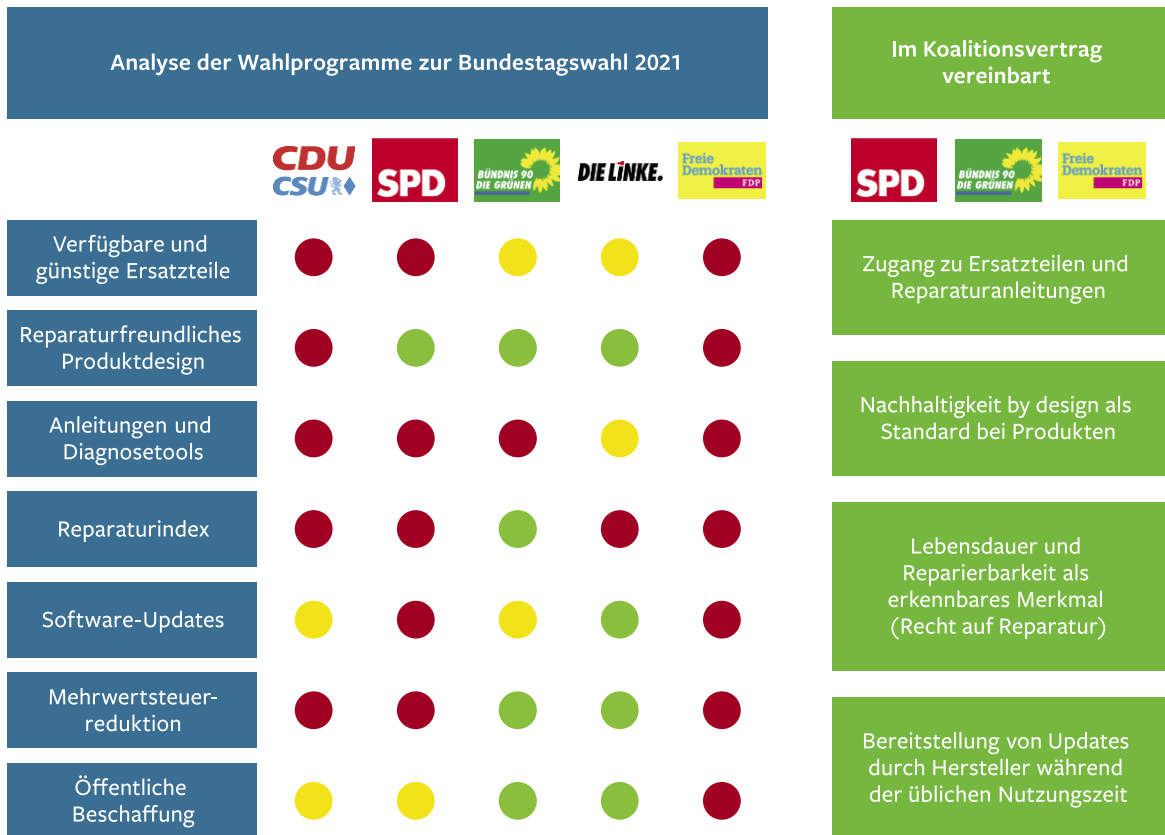 Analyse der Wahlprogramme zur Bundestagswahl 2021
CDU
CSU
SPD
BÜNDNIS 90
DIE GRÜNEN
DIE LiNKE.
Freie
Demokraten
FDP
Verfügbare und
günstige Ersatzteile
Reparaturfreundliches
Produktdesign
Anleitungen und
Diagnosetools
Reparaturindex
Software-Updates
Mehrwertsteuer-
reduktion
Öffentliche
Beschaffung
Im Koalitionsvertrag
vereinbart
SPD
BÜNDNIS 90
DIE GRÜNEN
Freie
Demokraten
FDP
Zugang zu Ersatzteilen und
Reparaturanleitungen
Nachhaltigkeit by design als
Standard bei Produkten
Lebensdauer und
Reparierbarkeit als
erkennbares Merkmal
(Recht auf Reparatur)
Bereitstellung von Updates
durch Hersteller während
der üblichen Nutzungszeit